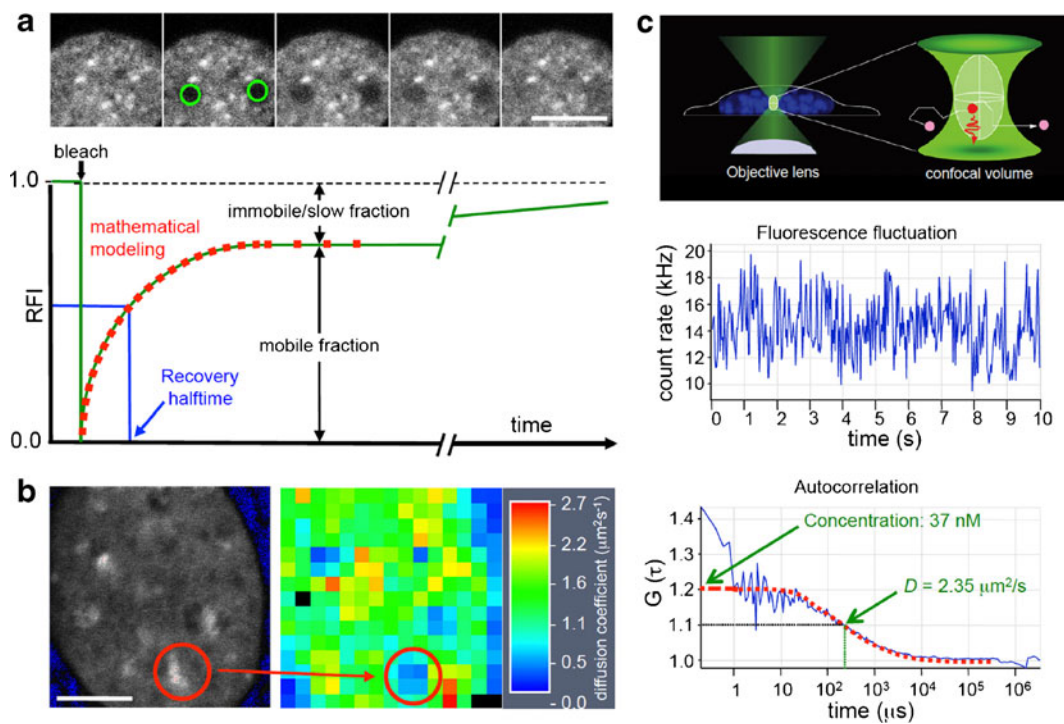 a
bleach
1.0
immobile/slow fraction
mathematical
modeling
RFI
mobile fraction
Recovery
halftime
0.0
time
b
2.7
2.2
1.6
1.1
0.5
0.0
diffusion coefficient (µm²s⁻¹)
c
Objective lens
confocal volume
Fluorescence fluctuation
count rate (kHz)
20
18
16
14
12
10
0 1 2 3 4 5 6 7 8 9 10
time (s)
Autocorrelation
G (τ)
1.4
1.3
1.2
1.1
1.0
Concentration: 37 nM
D = 2.35 µm²/s
1 10 10² 10³ 10⁴ 10⁵ 10⁶
time (µs)